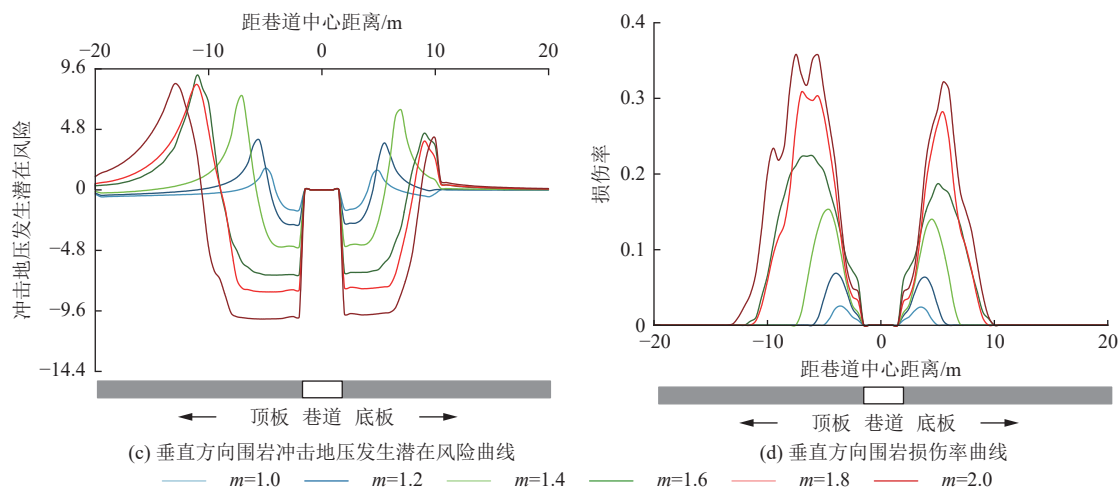 距巷道中心距离/m
−20 −10 0 10 20
9.6
4.8
0
−4.8
−9.6
−14.4
冲击地压发生潜在风险
顶板 巷道 底板
(c) 垂直方向围岩冲击地压发生潜在风险曲线
0.4
0.3
0.2
0.1
0
损伤率
−20 −10 0 10 20
距巷道中心距离/m
顶板 巷道 底板
(d) 垂直方向围岩损伤率曲线
m=1.0 m=1.2 m=1.4 m=1.6 m=1.8 m=2.0